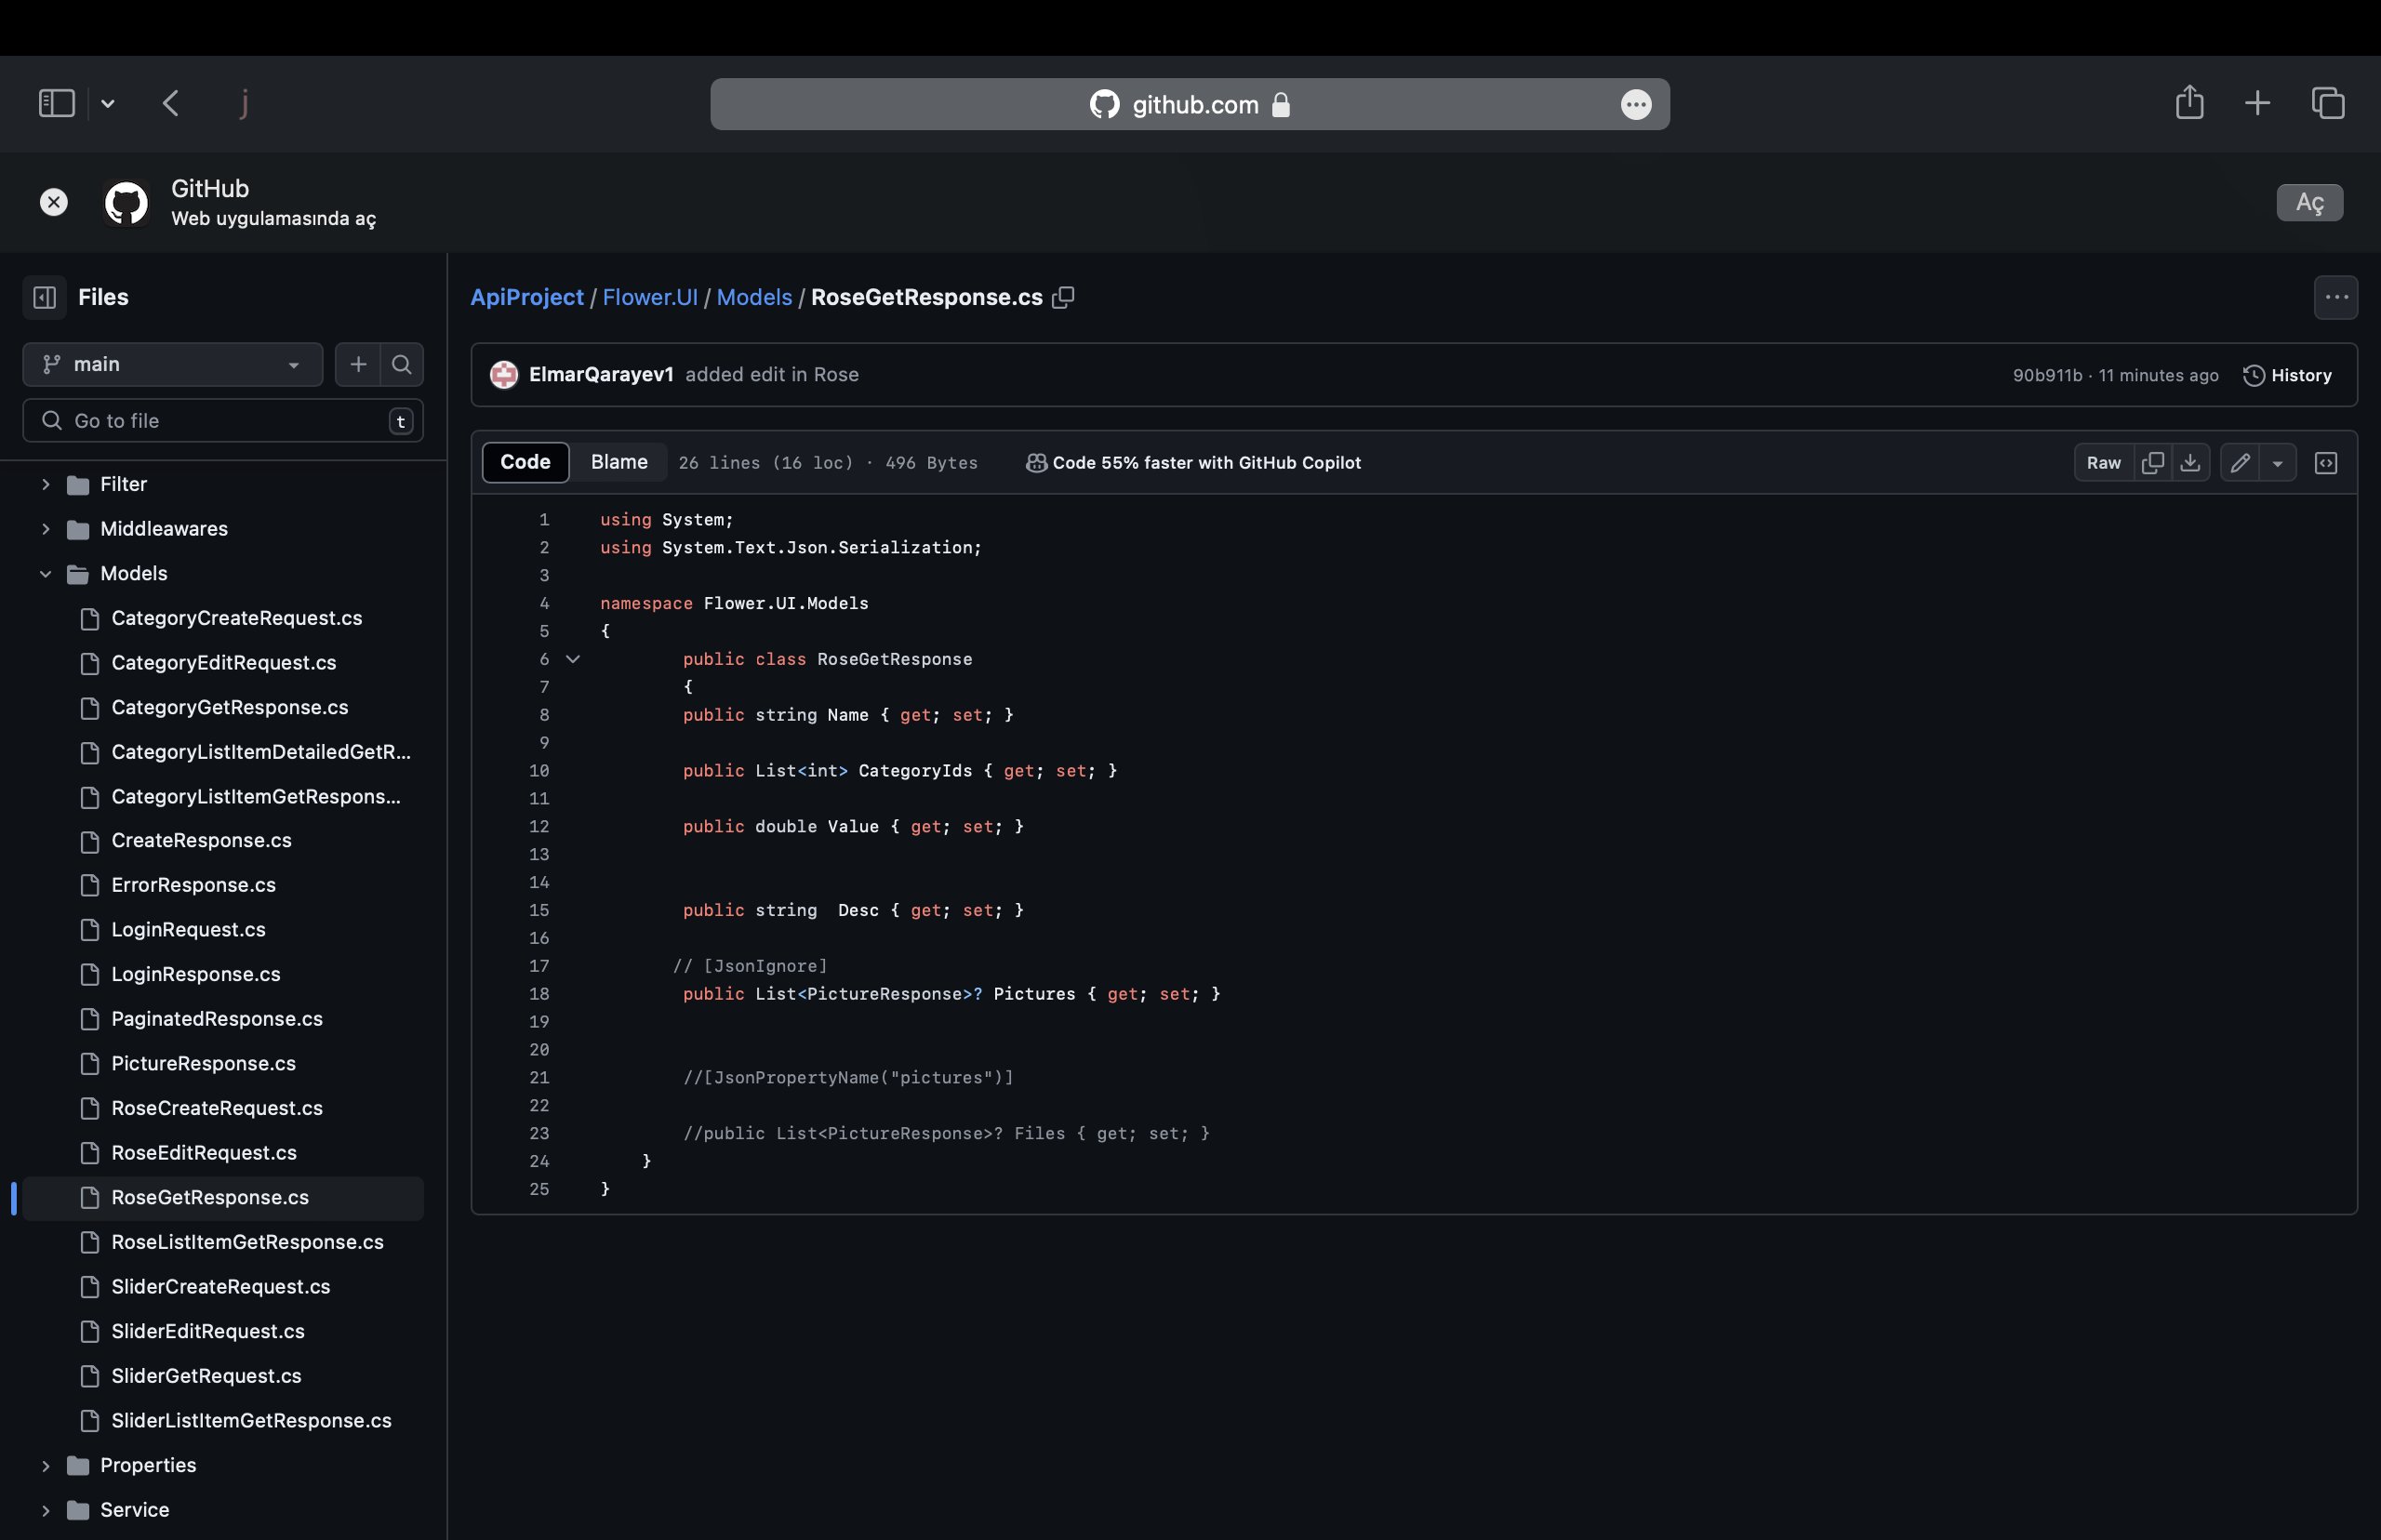 j
github.com
GitHub
Web uygulamasında aç
Aç
Files
main
Go to file
t
Filter
Middleawares
Models
CategoryCreateRequest.cs
CategoryEditRequest.cs
CategoryGetResponse.cs
CategoryListItemDetailedGetR...
CategoryListItemGetRespons...
CreateResponse.cs
ErrorResponse.cs
LoginRequest.cs
LoginResponse.cs
PaginatedResponse.cs
PictureResponse.cs
RoseCreateRequest.cs
RoseEditRequest.cs
RoseGetResponse.cs
RoseListItemGetResponse.cs
SliderCreateRequest.cs
SliderEditRequest.cs
SliderGetRequest.cs
SliderListItemGetResponse.cs
Properties
Service
ApiProject / Flower.UI / Models / RoseGetResponse.cs
ElmarQarayev1 added edit in Rose
90b911b · 11 minutes ago History
Code Blame 26 lines (16 loc) · 496 Bytes Code 55% faster with GitHub Copilot Raw
1 using System;
2 using System.Text.Json.Serialization;
3
4 namespace Flower.UI.Models
5 {
6 public class RoseGetResponse
7 {
8 public string Name { get; set; }
9
10 public List<int> CategoryIds { get; set; }
11
12 public double Value { get; set; }
13
14
15 public string  Desc { get; set; }
16
17 // [JsonIgnore]
18 public List<PictureResponse>? Pictures { get; set; }
19
20
21 //[JsonPropertyName("pictures")]
22
23 //public List<PictureResponse>? Files { get; set; }
24 }
25 }